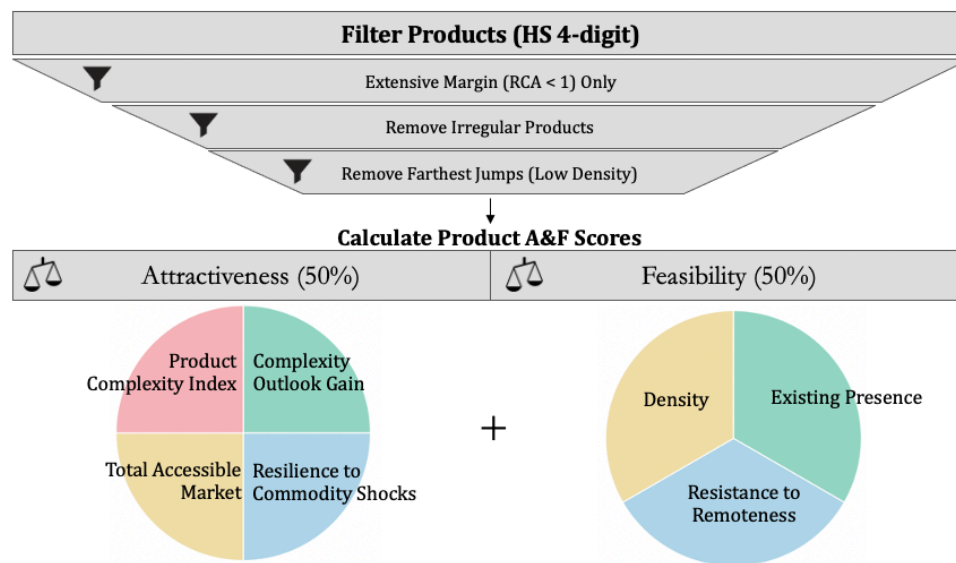 Filter Products (HS 4-digit)
Extensive Margin (RCA < 1) Only
Remove Irregular Products
Remove Farthest Jumps (Low Density)
Calculate Product A&F Scores
Attractiveness (50%)
Feasibility (50%)
Product
Complexity Index
Complexity
Outlook Gain
Total Accessible
Market
Resilience to
Commodity Shocks
+
Density
Existing Presence
Resistance to
Remoteness